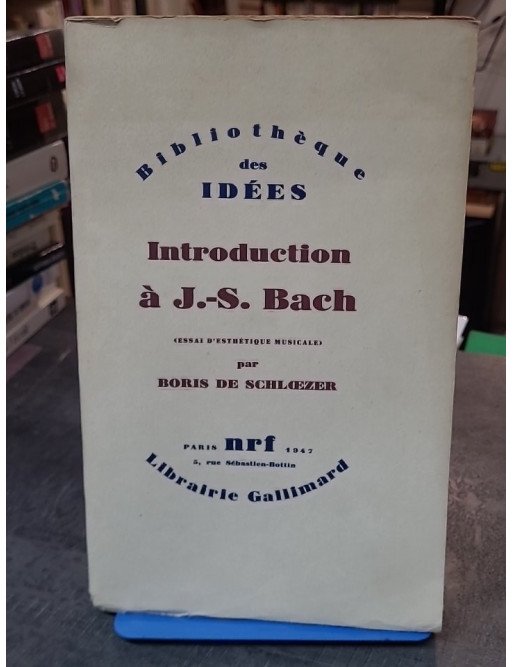 Bibliothèque
des
IDÉES
Introduction
à J.-S. Bach
(ESSAI D'ESTHÉTIQUE MUSICALE)
par
BORIS DE SCHLŒZER
PARIS nrf 1947
5, rue Sébastien-Bottin
Librairie Gallimard